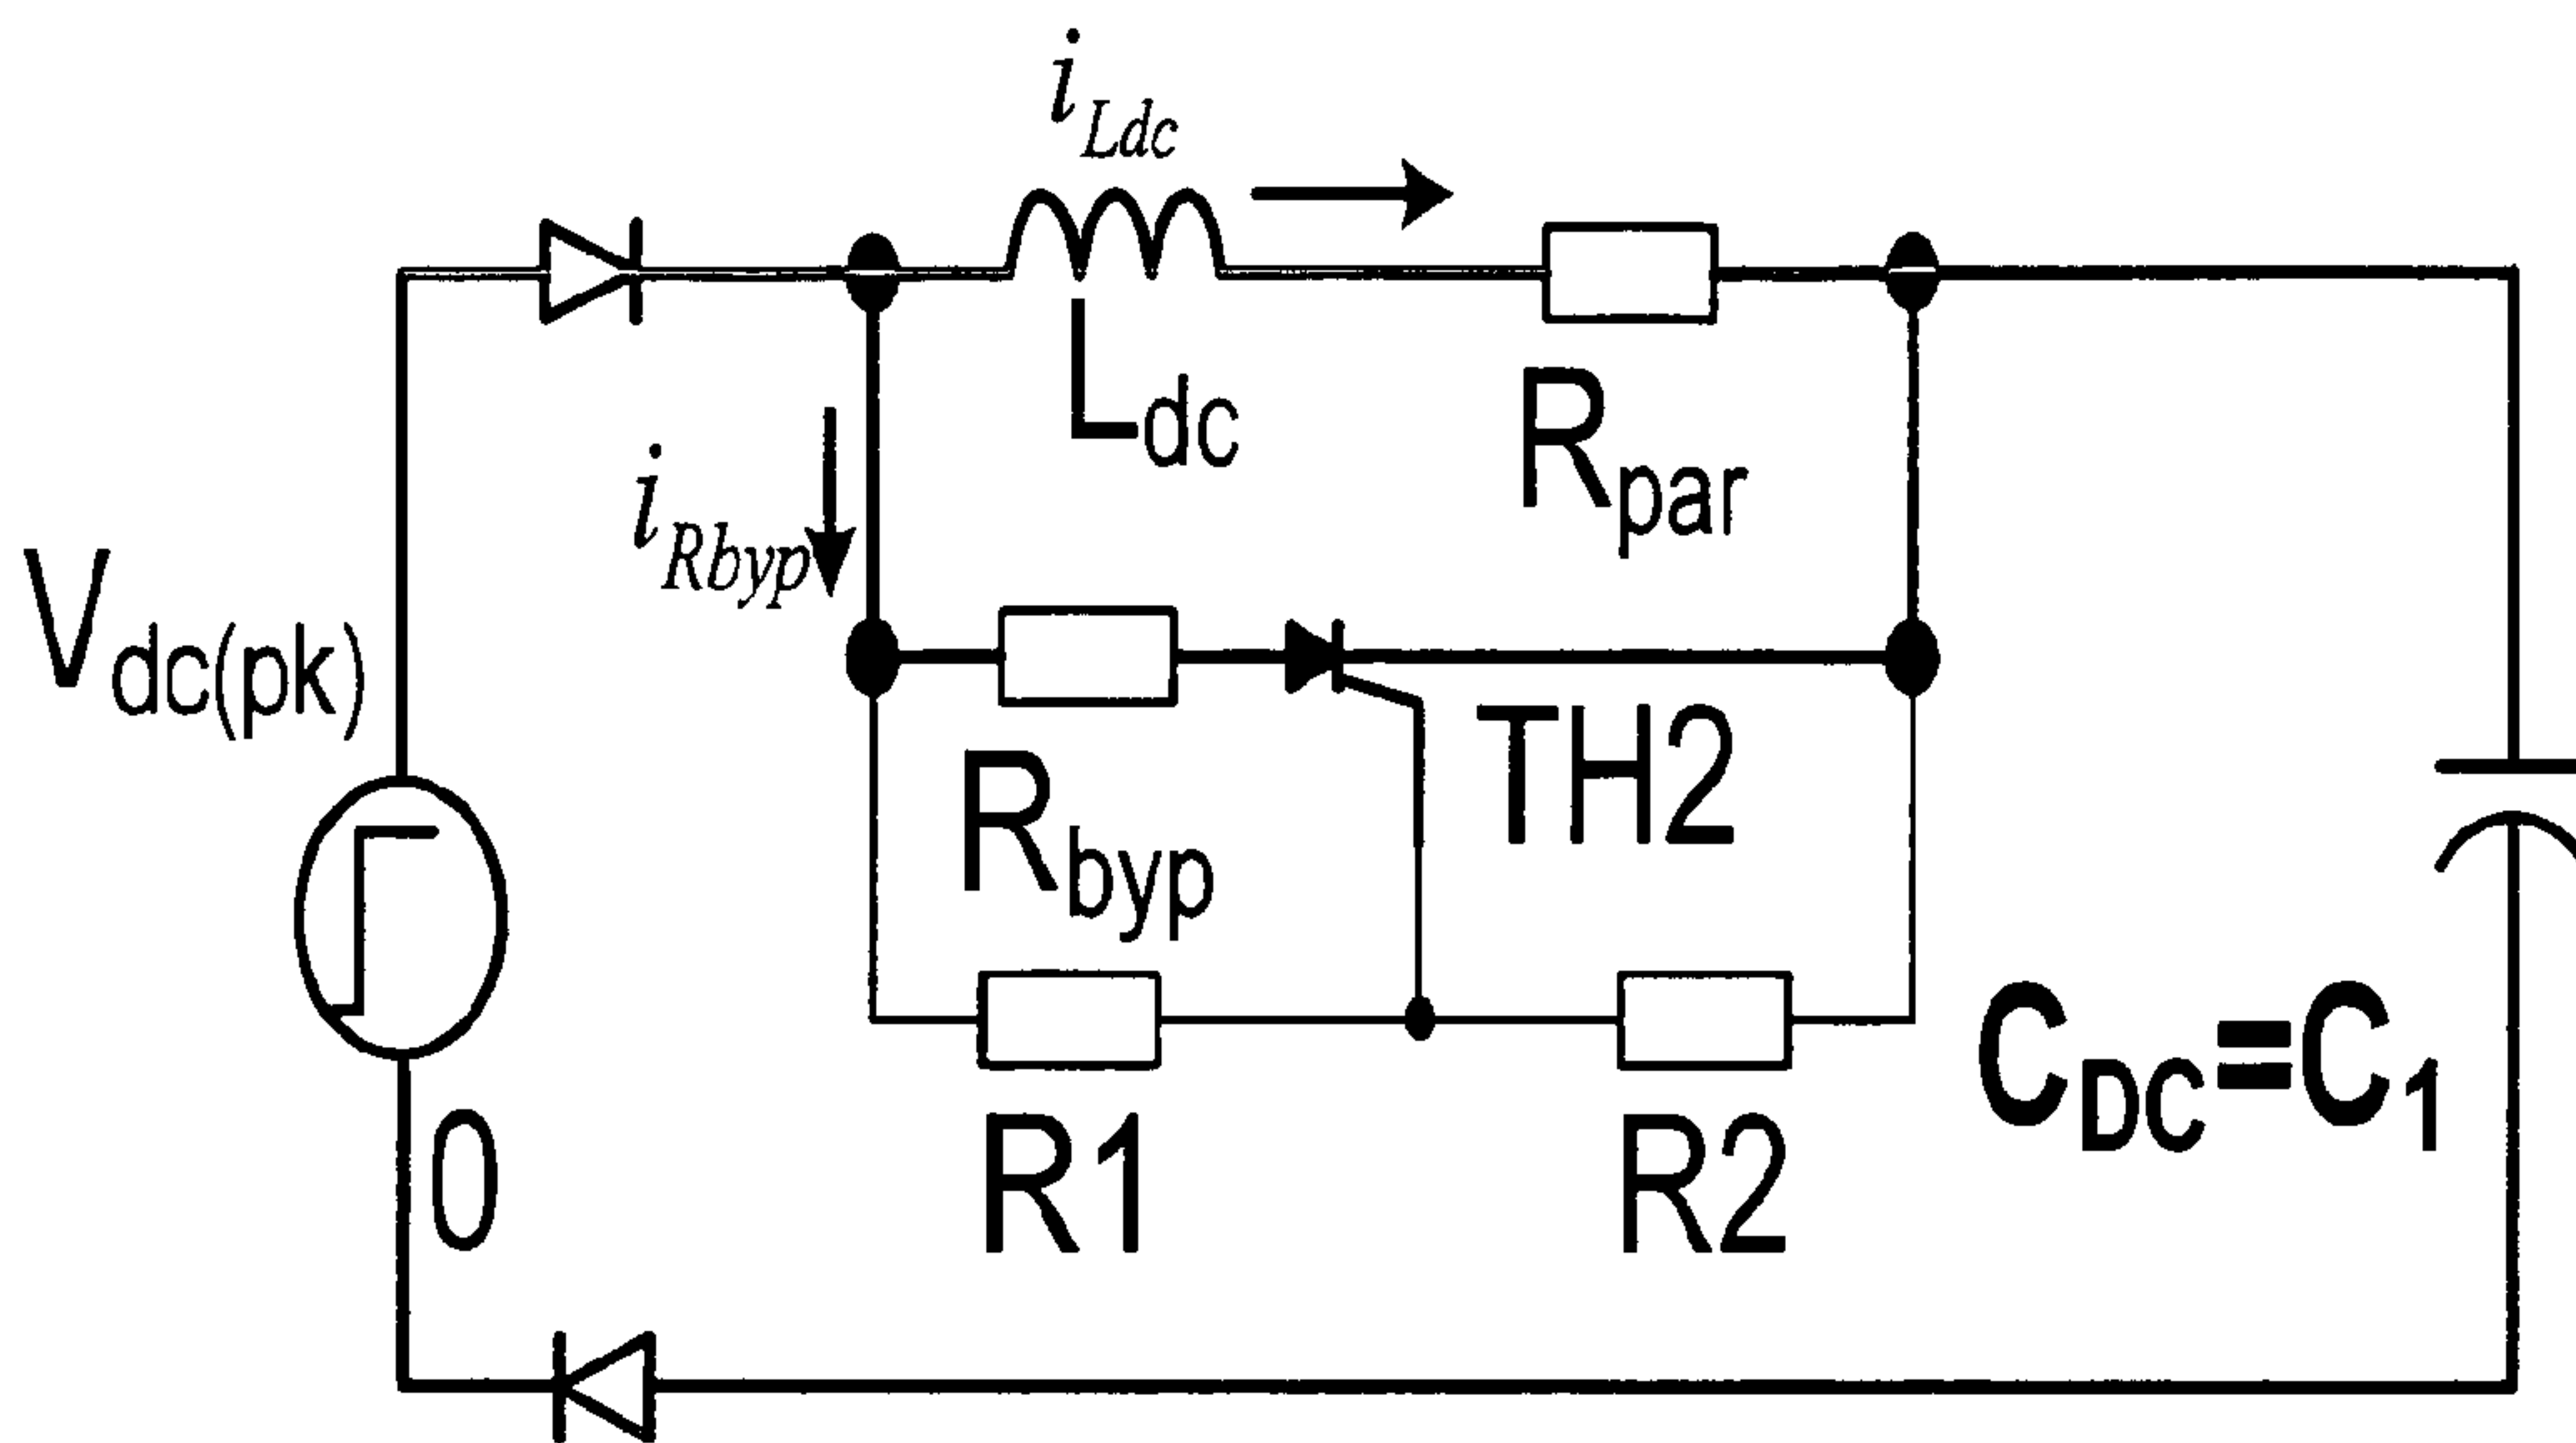 i_Ldc
L_dc
R_par
i_Rbyp
V_dc(pk)
R_byp
TH2
0
R1
R2
C_DC=C_1